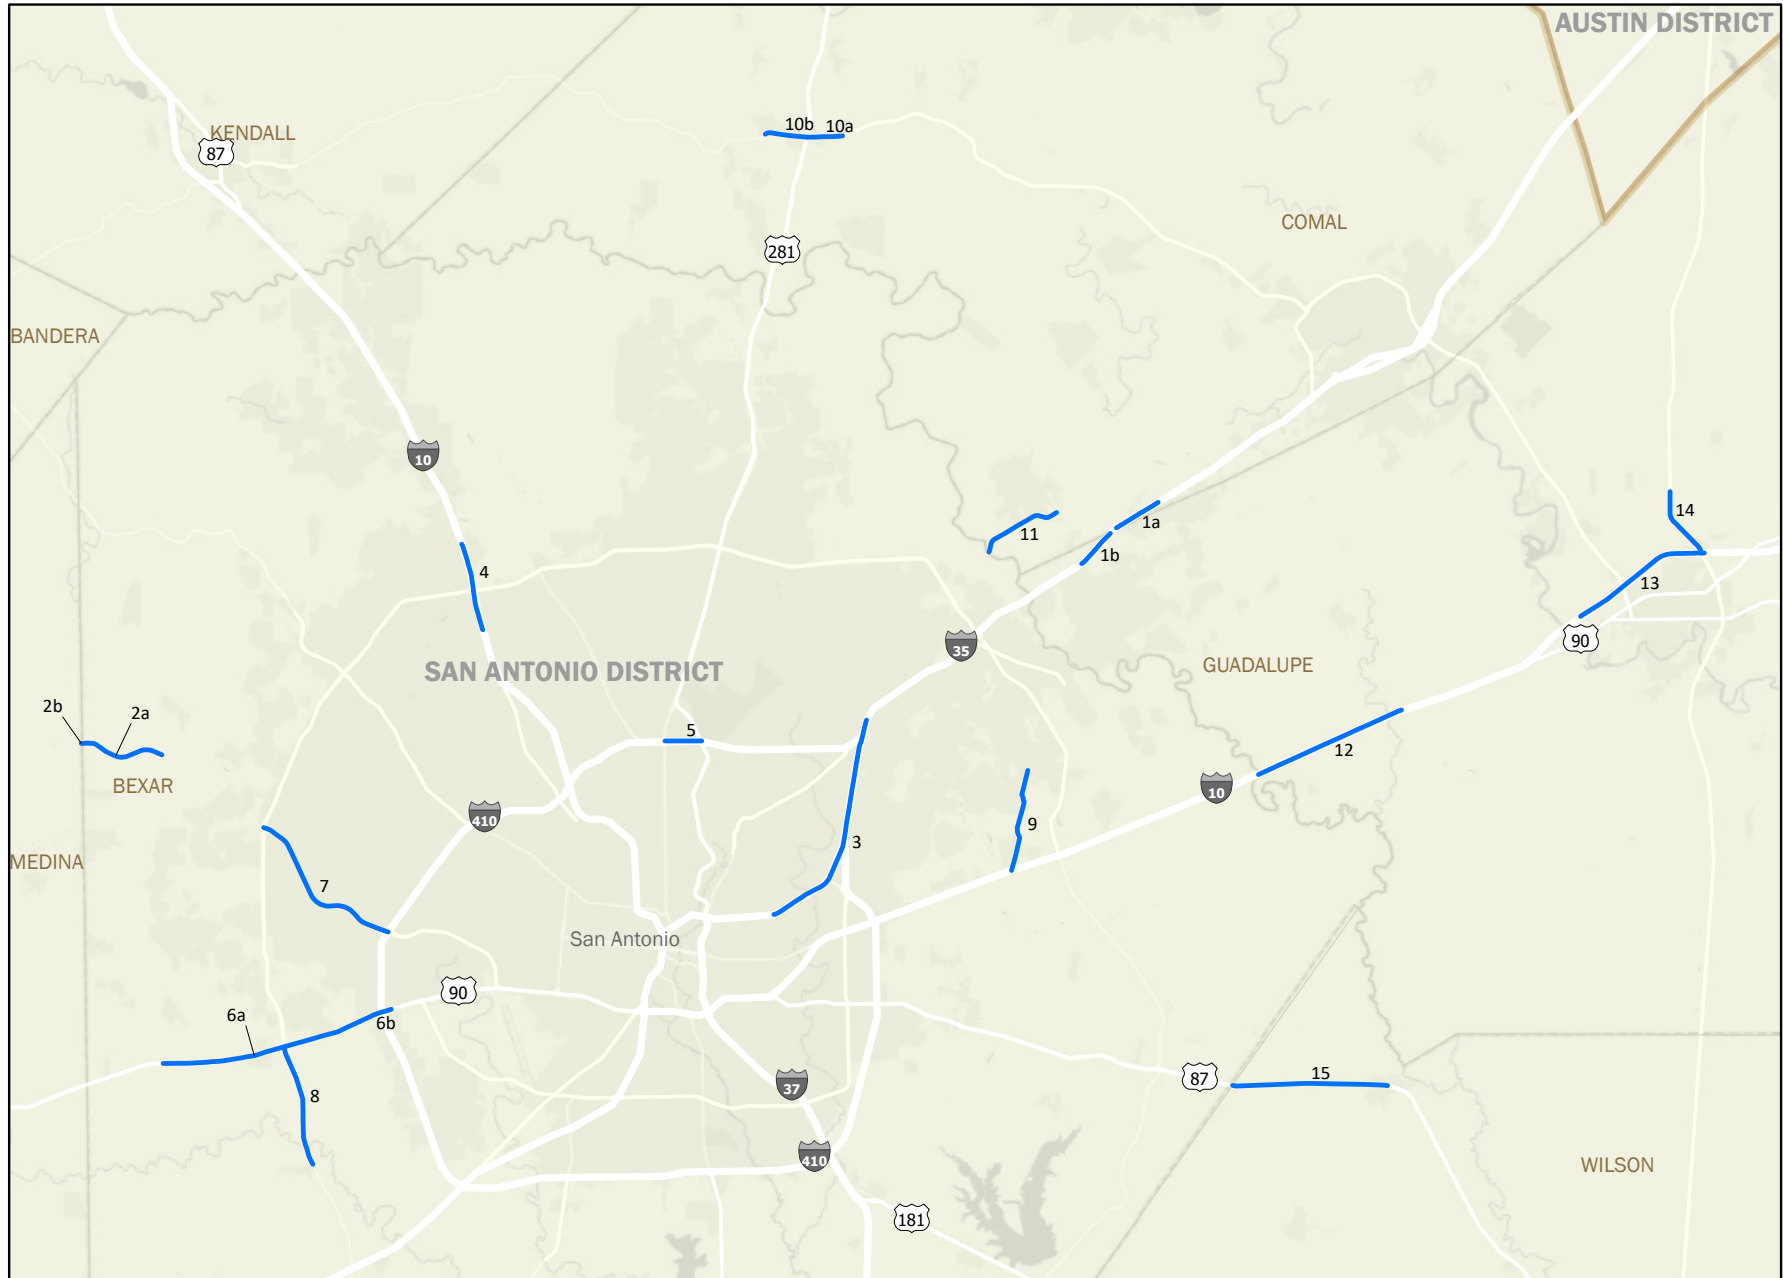 AUSTIN DISTRICT
KENDALL
87
10b 10a
281
COMAL
BANDERA
10
14
11
1a
1b
4
13
35
90
SAN ANTONIO DISTRICT
GUADALUPE
2b
2a
5
12
BEXAR
10
410
9
3
MEDINA
7
San Antonio
90
6a
6b
87
15
37
8
410
WILSON
181